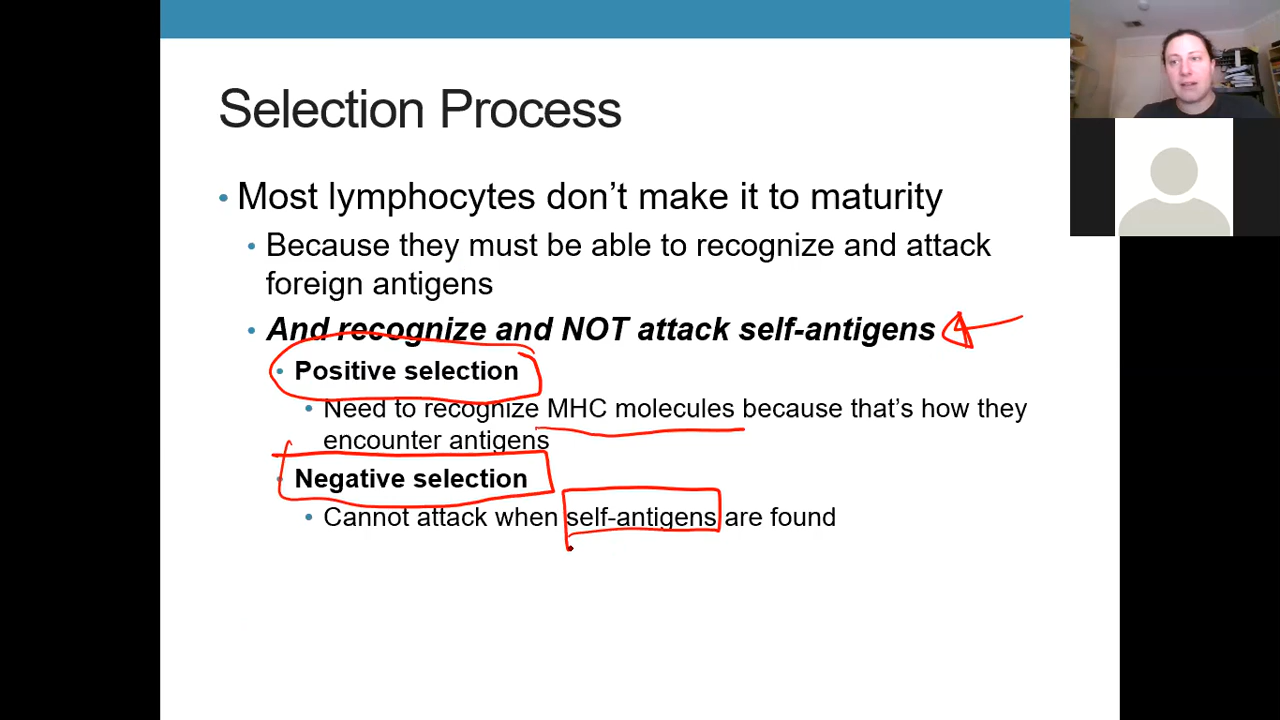 Selection Process
• Most lymphocytes don’t make it to maturity
• Because they must be able to recognize and attack
foreign antigens
• And recognize and NOT attack self-antigens
• Positive selection
• Need to recognize MHC molecules because that’s how they
encounter antigens
• Negative selection
• Cannot attack when self-antigens are found